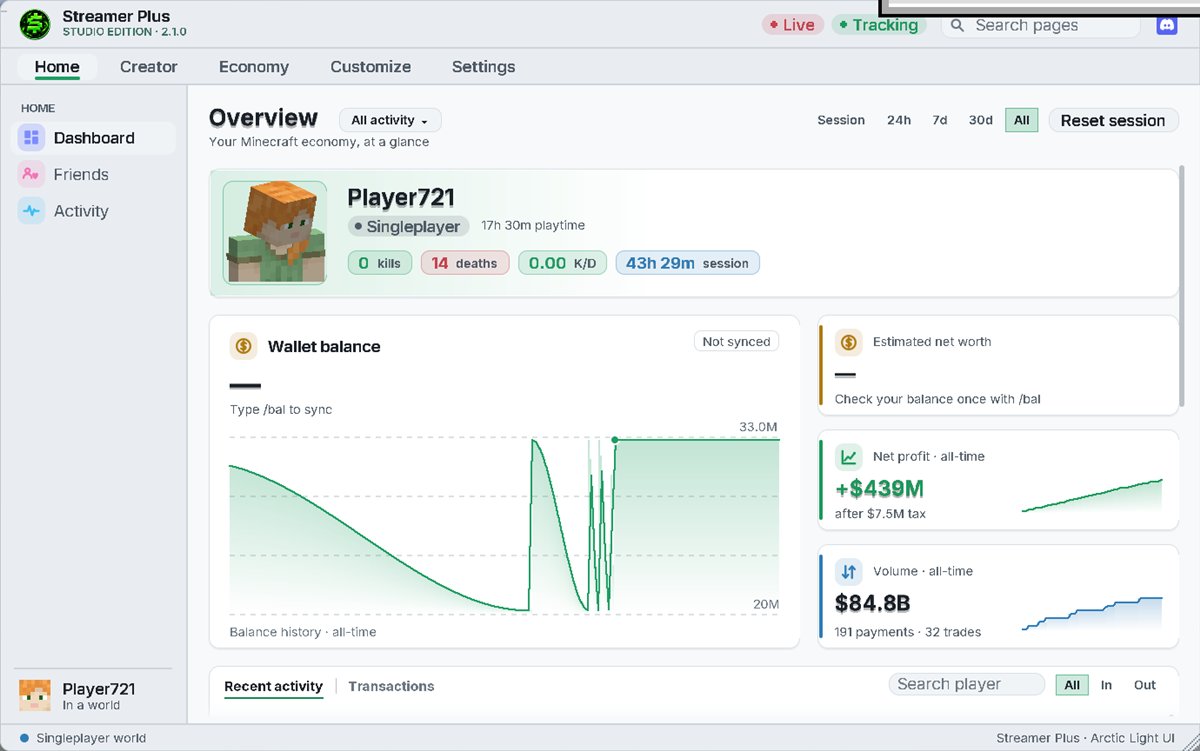 Streamer Plus
STUDIO EDITION · 2.1.0
Live
Tracking
Search pages
Home
Creator
Economy
Customize
Settings
HOME
Dashboard
Friends
Activity
Overview
All activity
Your Minecraft economy, at a glance
Session
24h
7d
30d
All
Reset session
Player721
Singleplayer
17h 30m playtime
0 kills
14 deaths
0.00 K/D
43h 29m session
Wallet balance
Not synced
—
Type /bal to sync
33.0M
20M
Balance history · all-time
Estimated net worth
—
Check your balance once with /bal
Net profit · all-time
+$439M
after $7.5M tax
Volume · all-time
$84.8B
191 payments · 32 trades
Recent activity
Transactions
Search player
All
In
Out
Player721
In a world
Singleplayer world
Streamer Plus · Arctic Light UI